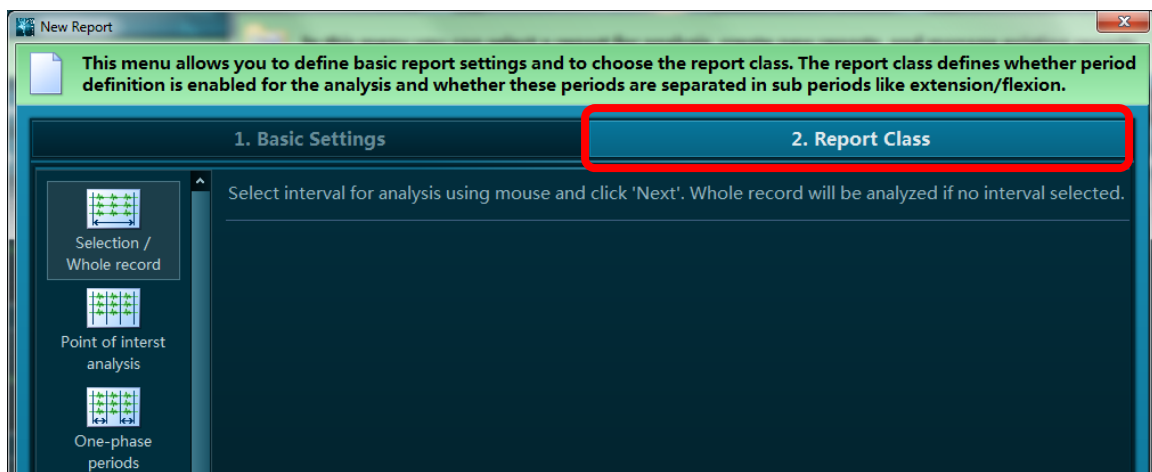 New Report
This menu allows you to define basic report settings and to choose the report class. The report class defines whether period
definition is enabled for the analysis and whether these periods are separated in sub periods like extension/flexion.
1. Basic Settings
2. Report Class
Select interval for analysis using mouse and click 'Next'. Whole record will be analyzed if no interval selected.
Selection /
Whole record
Point of interst
analysis
One-phase
periods